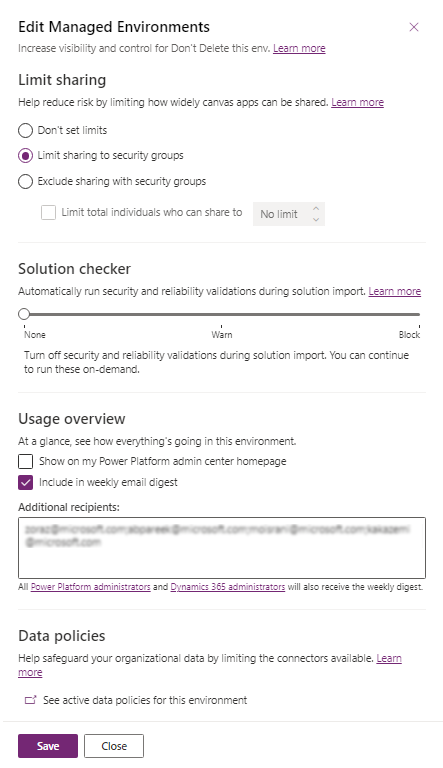 Edit Managed Environments
Increase visibility and control for Don't Delete this env. Learn more
Limit sharing
Help reduce risk by limiting how widely canvas apps can be shared. Learn more
Don't set limits
Limit sharing to security groups
Exclude sharing with security groups
Limit total individuals who can share to
No limit
Solution checker
Automatically run security and reliability validations during solution import. Learn more
None
Warn
Block
Turn off security and reliability validations during solution import. You can continue
to run these on-demand.
Usage overview
At a glance, see how everything's going in this environment.
Show on my Power Platform admin center homepage
Include in weekly email digest
Additional recipients:
All Power Platform administrators and Dynamics 365 administrators will also receive the weekly digest.
Data policies
Help safeguard your organizational data by limiting the connectors available. Learn
more
See active data policies for this environment
Save
Close